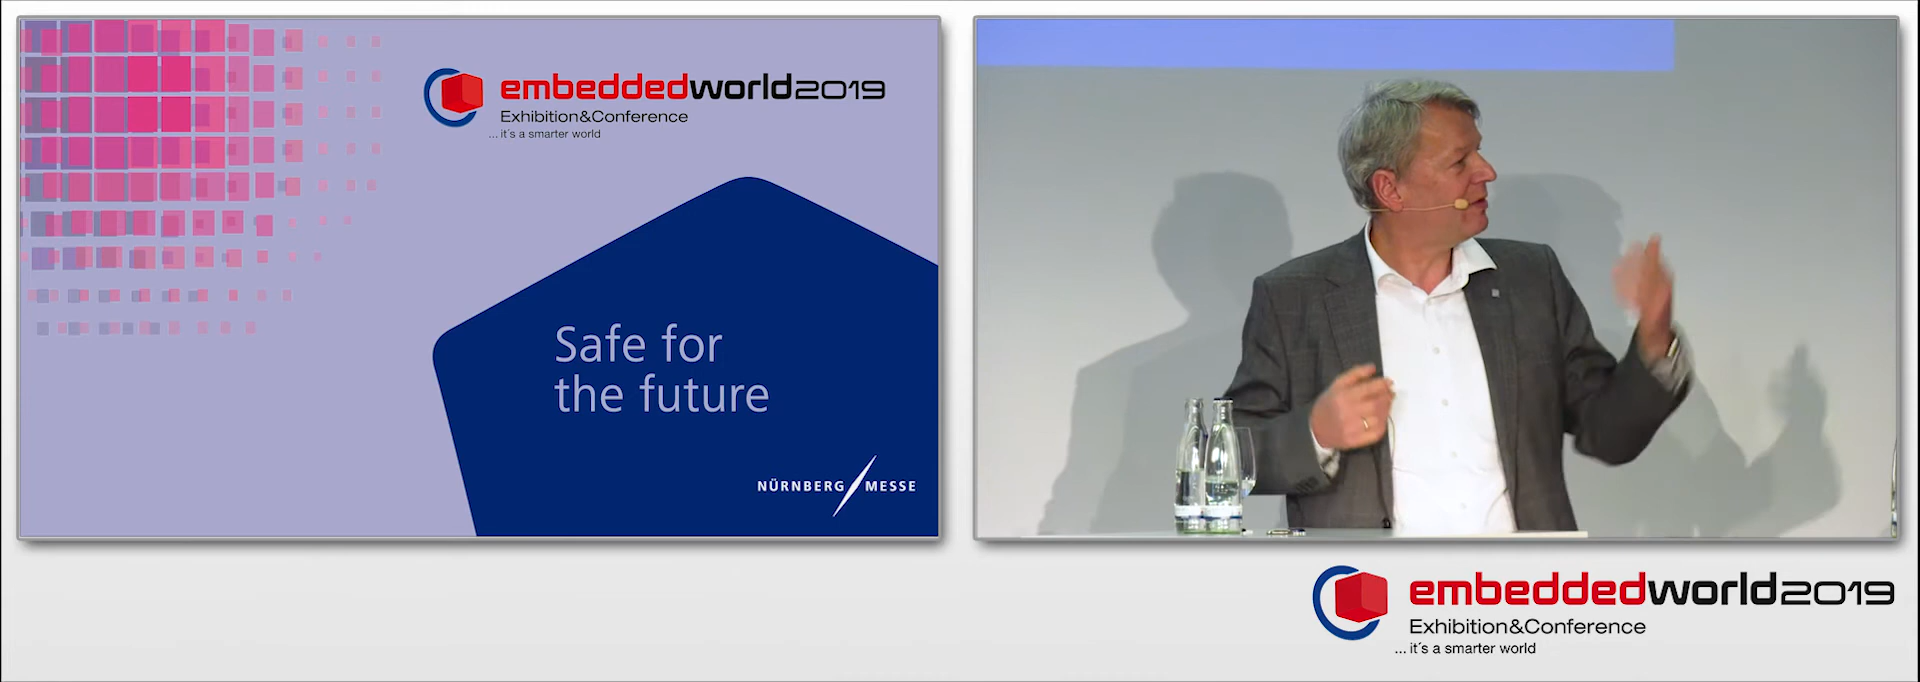 embeddedworld2019
Exhibition&Conference
... it´s a smarter world
Safe for
the future
NÜRNBERG MESSE
embeddedworld2019
Exhibition&Conference
... it´s a smarter world